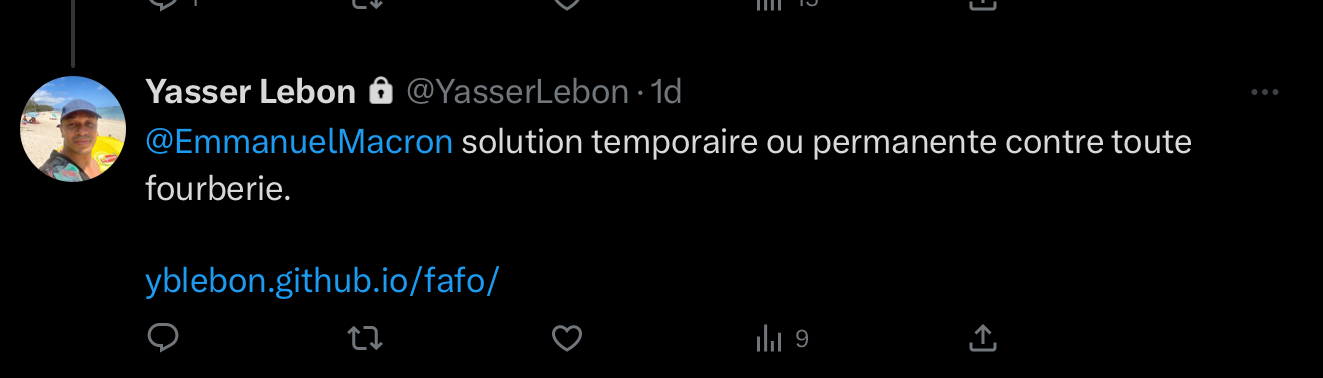 Yasser Lebon 🔒 @YasserLebon · 1d
@EmmanuelMacron solution temporaire ou permanente contre toute
fourberie.
yblebon.github.io/fafo/
9